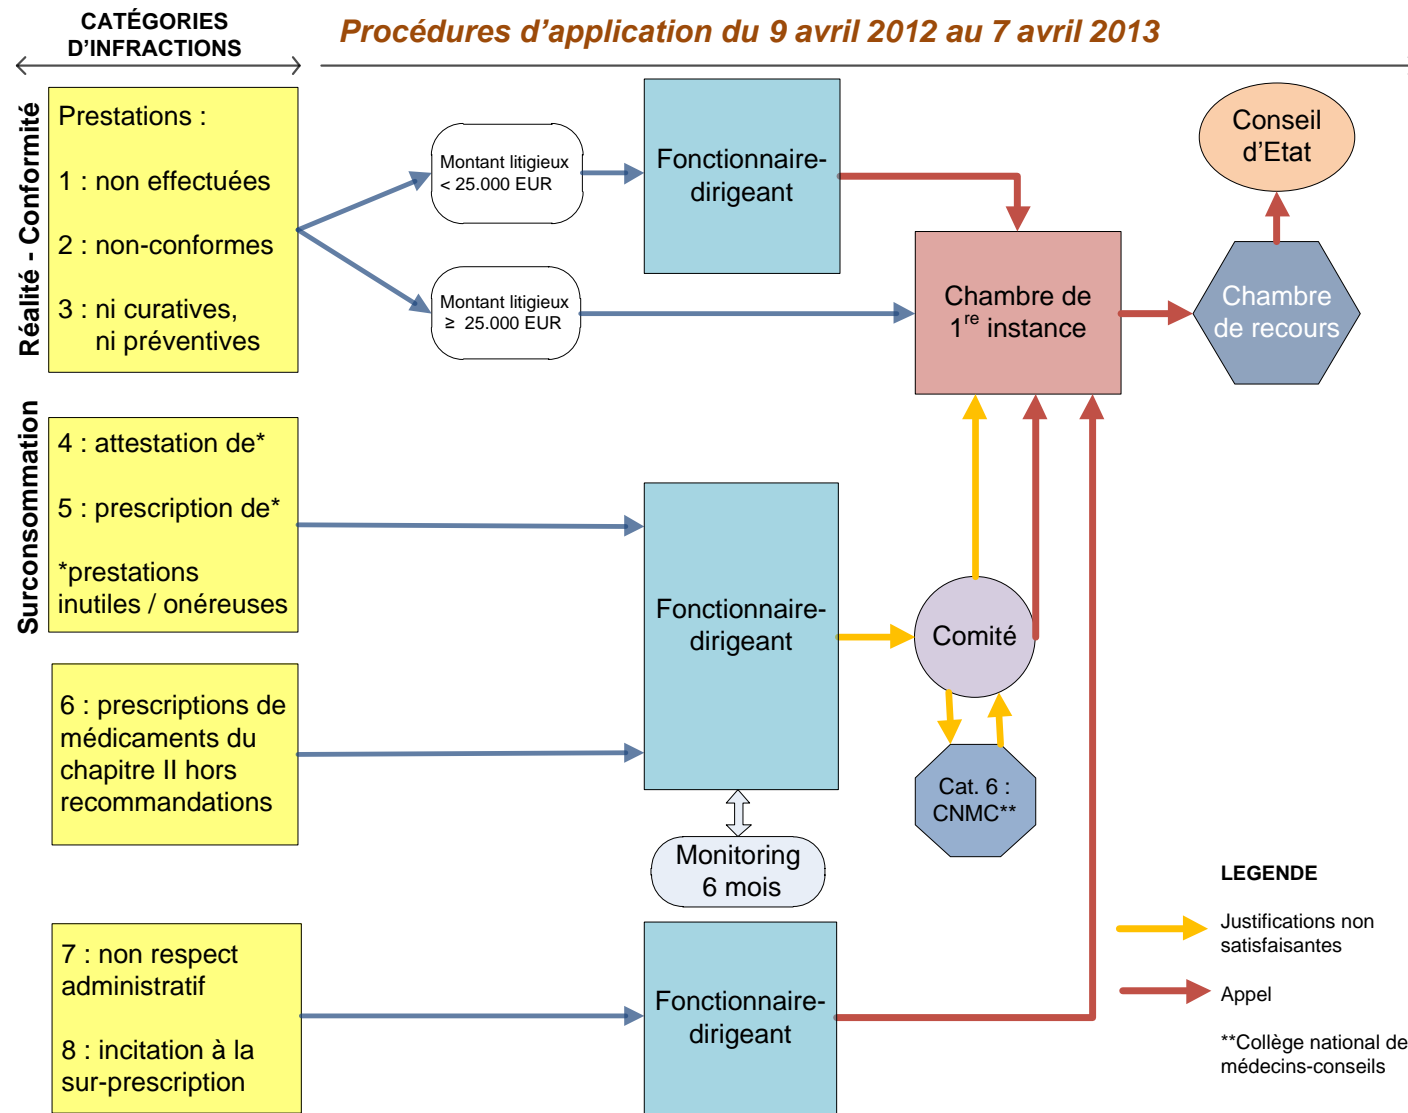 CATÉGORIES
D'INFRACTIONS
Procédures d'application du 9 avril 2012 au 7 avril 2013
Réalité - Conformité
Prestations :
1 : non effectuées
2 : non-conformes
3 : ni curatives,
ni préventives
Montant litigieux
< 25.000 EUR
Montant litigieux
≥ 25.000 EUR
Fonctionnaire-
dirigeant
Chambre de
1re instance
Conseil
d'Etat
Chambre
de recours
Surconsommation
4 : attestation de*
5 : prescription de*
*prestations
inutiles / onéreuses
6 : prescriptions de
médicaments du
chapitre II hors
recommandations
Fonctionnaire-
dirigeant
Comité
Cat. 6 :
CNMC**
Monitoring
6 mois
7 : non respect
administratif
8 : incitation à la
sur-prescription
Fonctionnaire-
dirigeant
LEGENDE
Justifications non
satisfaisantes
Appel
**Collège national de
médecins-conseils